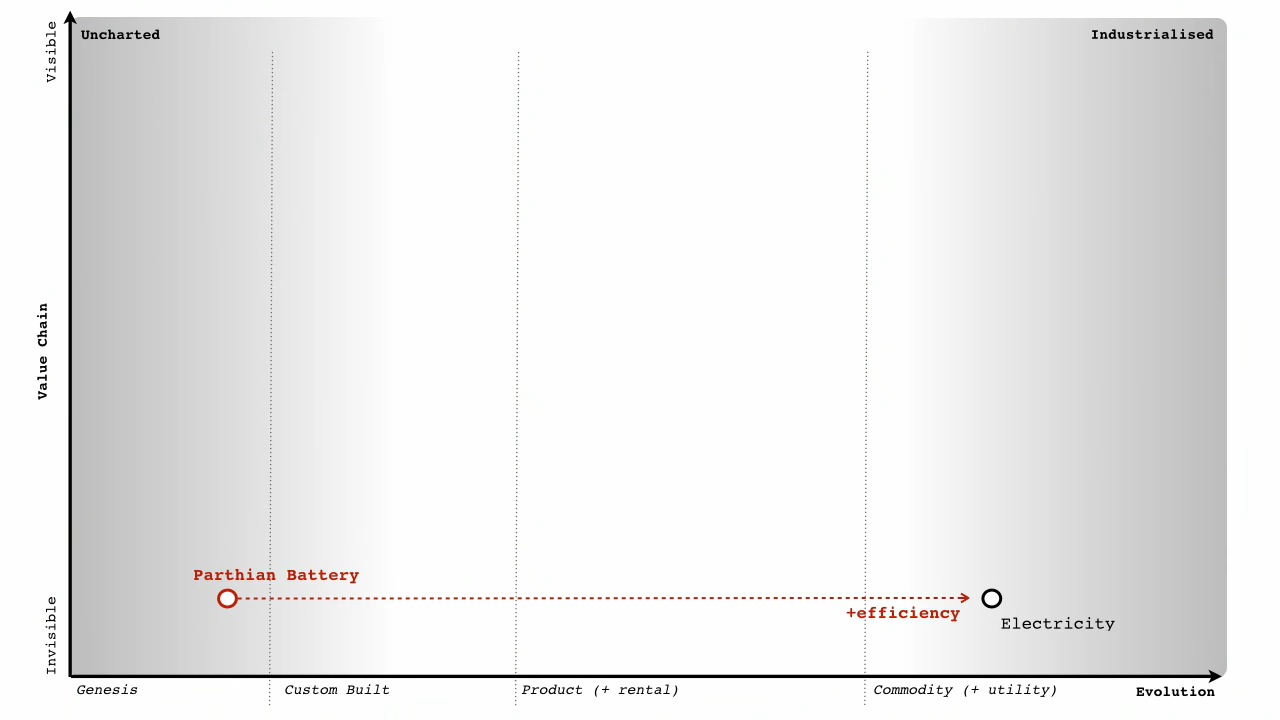 Uncharted
Industrialised
Visible
Value Chain
Invisible
Parthian Battery
+efficiency
Electricity
Genesis
Custom Built
Product (+ rental)
Commodity (+ utility)
Evolution